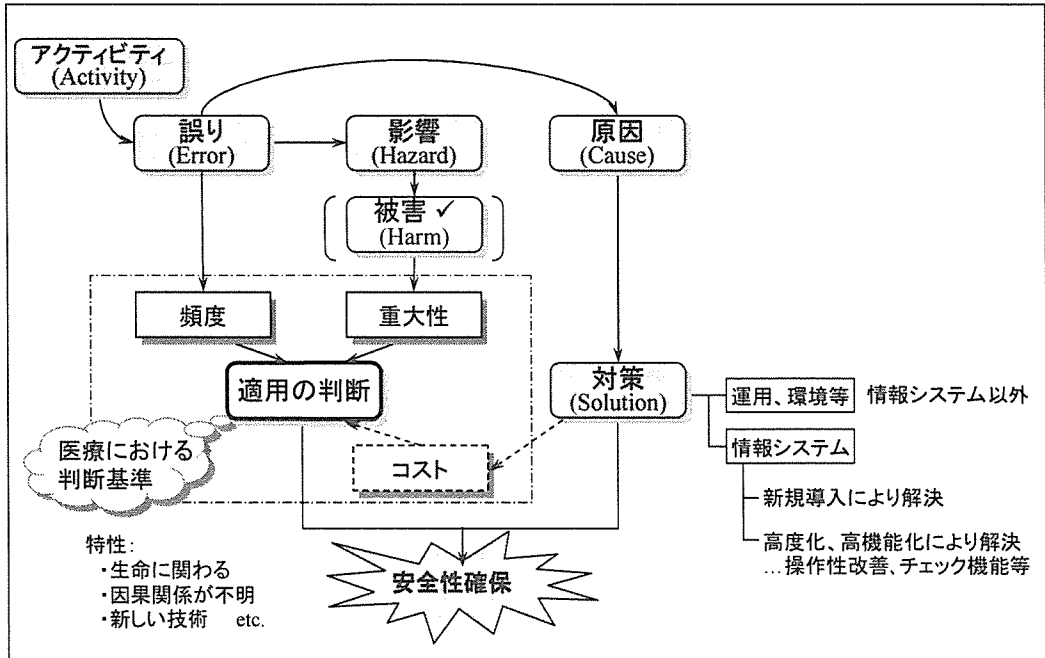 アクティビティ
(Activity)
誤り
(Error)
影響
(Hazard)
原因
(Cause)
被害 ✓
(Harm)
頻度
重大性
適用の判断
対策
(Solution)
運用、環境等 情報システム以外
医療における
判断基準
コスト
情報システム
新規導入により解決
高度化、高機能化により解決
…操作性改善、チェック機能等
特性:
・生命に関わる
・因果関係が不明
・新しい技術 etc.
安全性確保